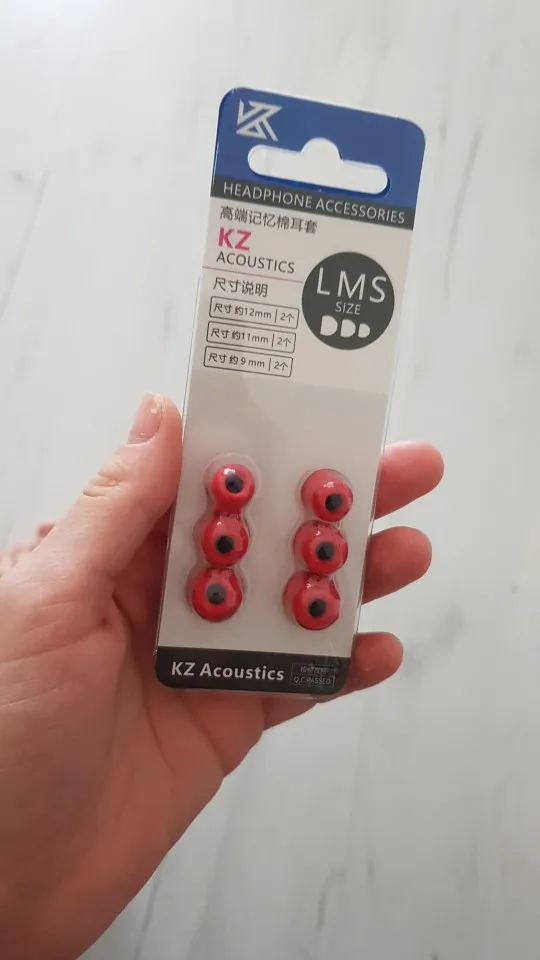 KZ
HEADPHONE ACCESSORIES
高端记忆棉耳套
KZ
ACOUSTICS
尺寸说明
尺寸 约12mm | 2个
尺寸 约11mm | 2个
尺寸 约 9 mm | 2个
LMS
SIZE
KZ Acoustics
Q.C.PASSED